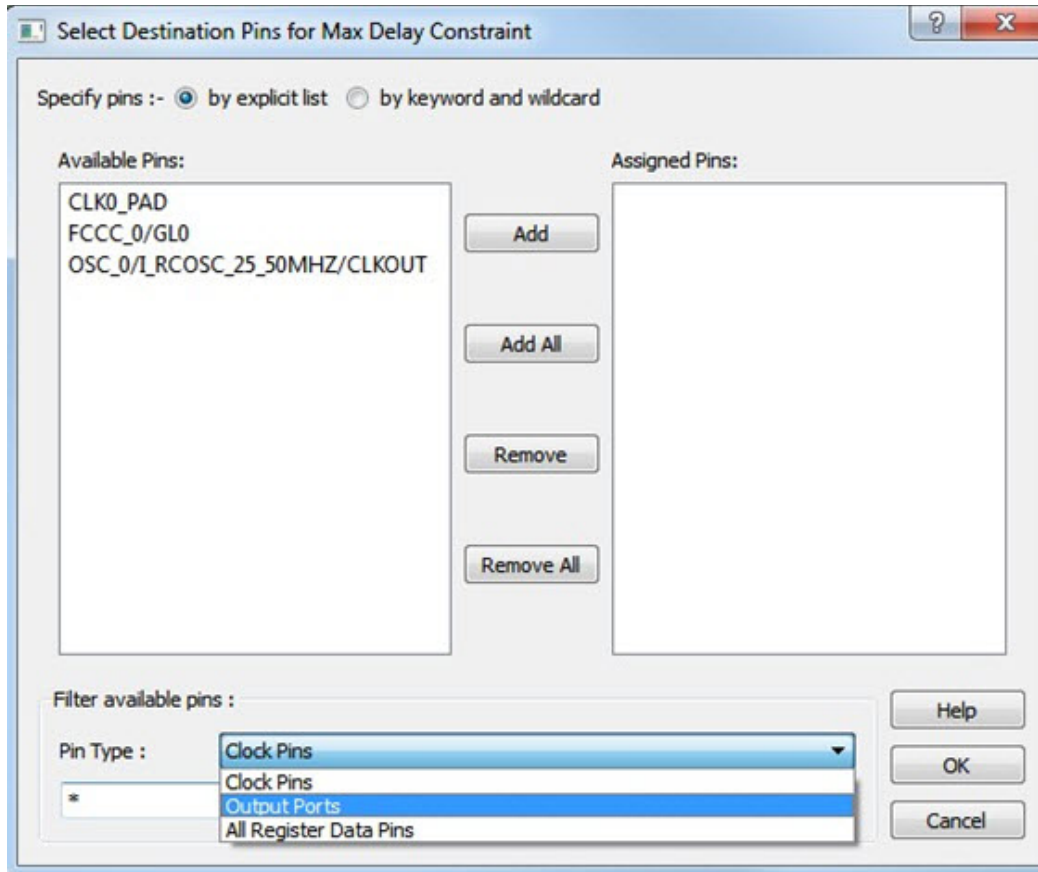 Select Destination Pins for Max Delay Constraint
?
Specify pins :- by explicit list by keyword and wildcard
Available Pins:
Assigned Pins:
CLK0_PAD
FCCC_0/GL0
OSC_0/I_RCOSC_25_50MHZ/CLKOUT
Add
Add All
Remove
Remove All
Filter available pins :
Pin Type :
Clock Pins
*
Clock Pins
Output Ports
All Register Data Pins
Help
OK
Cancel